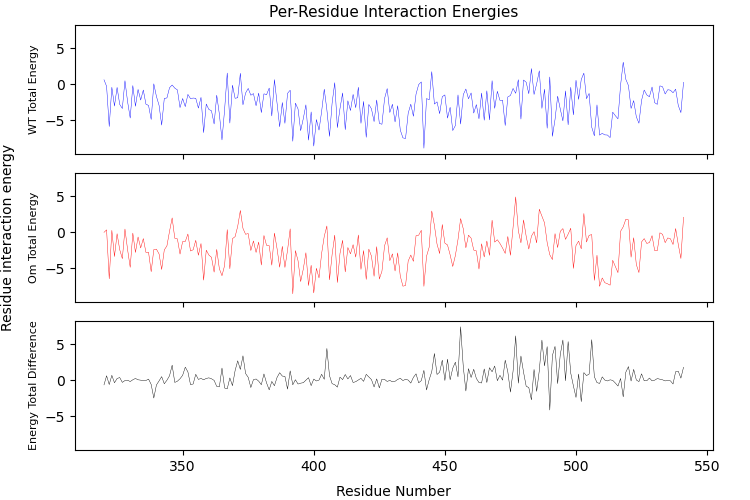 Per-Residue Interaction Energies
Residue interaction energy
WT Total Energy
5
0
−5
Om Total Energy
5
0
−5
Energy Total Difference
5
0
−5
350 400 450 500 550
Residue Number